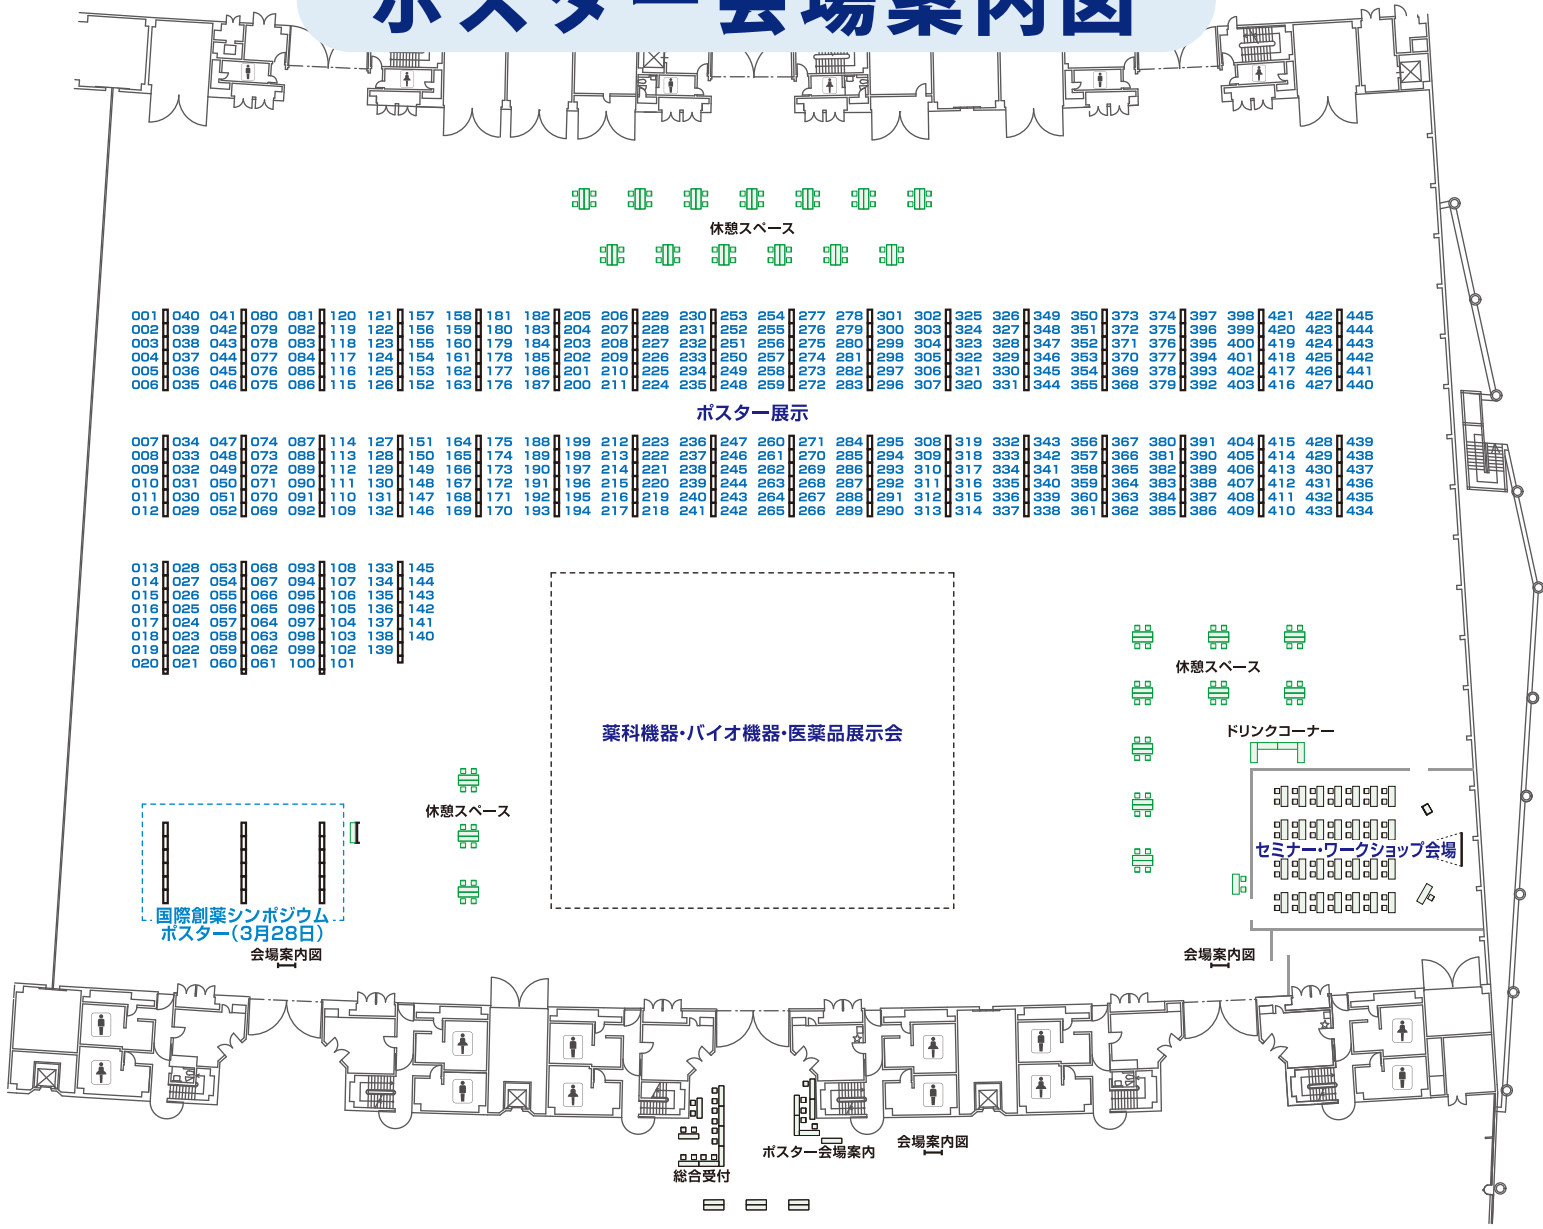 ポスター会場案内図
休憩スペース
001 040 041 080 081 120 121 157 158 181 182 205 206 229 230 253 254 277 278 301 302 325 326 349 350 373 374 397 398 421 422 445
002 039 042 079 082 119 122 156 159 180 183 204 207 228 231 252 255 276 279 300 303 324 327 348 351 372 375 396 399 420 423 444
003 038 043 078 083 118 123 155 160 179 184 203 208 227 232 251 256 275 280 299 304 323 328 347 352 371 376 395 400 419 424 443
004 037 044 077 084 117 124 154 161 178 185 202 209 226 233 250 257 274 281 298 305 322 329 346 353 370 377 394 401 418 425 442
005 036 045 076 085 116 125 153 162 177 186 201 210 225 234 249 258 273 282 297 306 321 330 345 354 369 378 393 402 417 426 441
006 035 046 075 086 115 126 152 163 176 187 200 211 224 235 248 259 272 283 296 307 320 331 344 355 368 379 392 403 416 427 440
ポスター展示
007 034 047 074 087 114 127 151 164 175 188 199 212 223 236 247 260 271 284 295 308 319 332 343 356 367 380 391 404 415 428 439
008 033 048 073 088 113 128 150 165 174 189 198 213 222 237 246 261 270 285 294 309 318 333 342 357 366 381 390 405 414 429 438
009 032 049 072 089 112 129 149 166 173 190 197 214 221 238 245 262 269 286 293 310 317 334 341 358 365 382 389 406 413 430 437
010 031 050 071 090 111 130 148 167 172 191 196 215 220 239 244 263 268 287 292 311 316 335 340 359 364 383 388 407 412 431 436
011 030 051 070 091 110 131 147 168 171 192 195 216 219 240 243 264 267 288 291 312 315 336 339 360 363 384 387 408 411 432 435
012 029 052 069 092 109 132 146 169 170 193 194 217 218 241 242 265 266 289 290 313 314 337 338 361 362 385 386 409 410 433 434
013 028 053 068 093 108 133 145
014 027 054 067 094 107 134 144
015 026 055 066 095 106 135 143
016 025 056 065 096 105 136 142
017 024 057 064 097 104 137 141
018 023 058 063 098 103 138 140
019 022 059 062 099 102 139
020 021 060 061 100 101
休憩スペース
ドリンクコーナー
薬科機器・バイオ機器・医薬品展示会
休憩スペース
セミナー・ワークショップ会場
国際創薬シンポジウム
ポスター(3月28日)
会場案内図
会場案内図
会場案内図
ポスター会場案内
総合受付